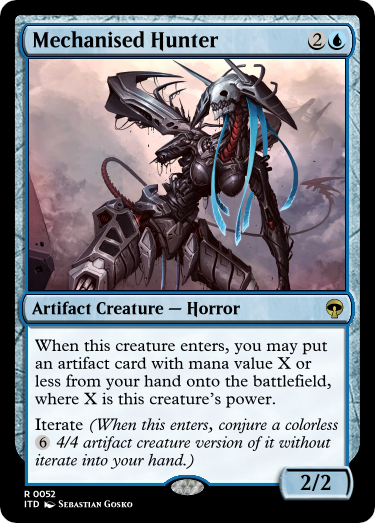 Mechanised Hunter 2
Artifact Creature — Horror
When this creature enters, you may put
an artifact card with mana value X or
less from your hand onto the battlefield,
where X is this creature's power.
Iterate (When this enters, conjure a colorless
6 4/4 artifact creature version of it without
iterate into your hand.)
2/2
R 0052
ITD Sebastian Gosko